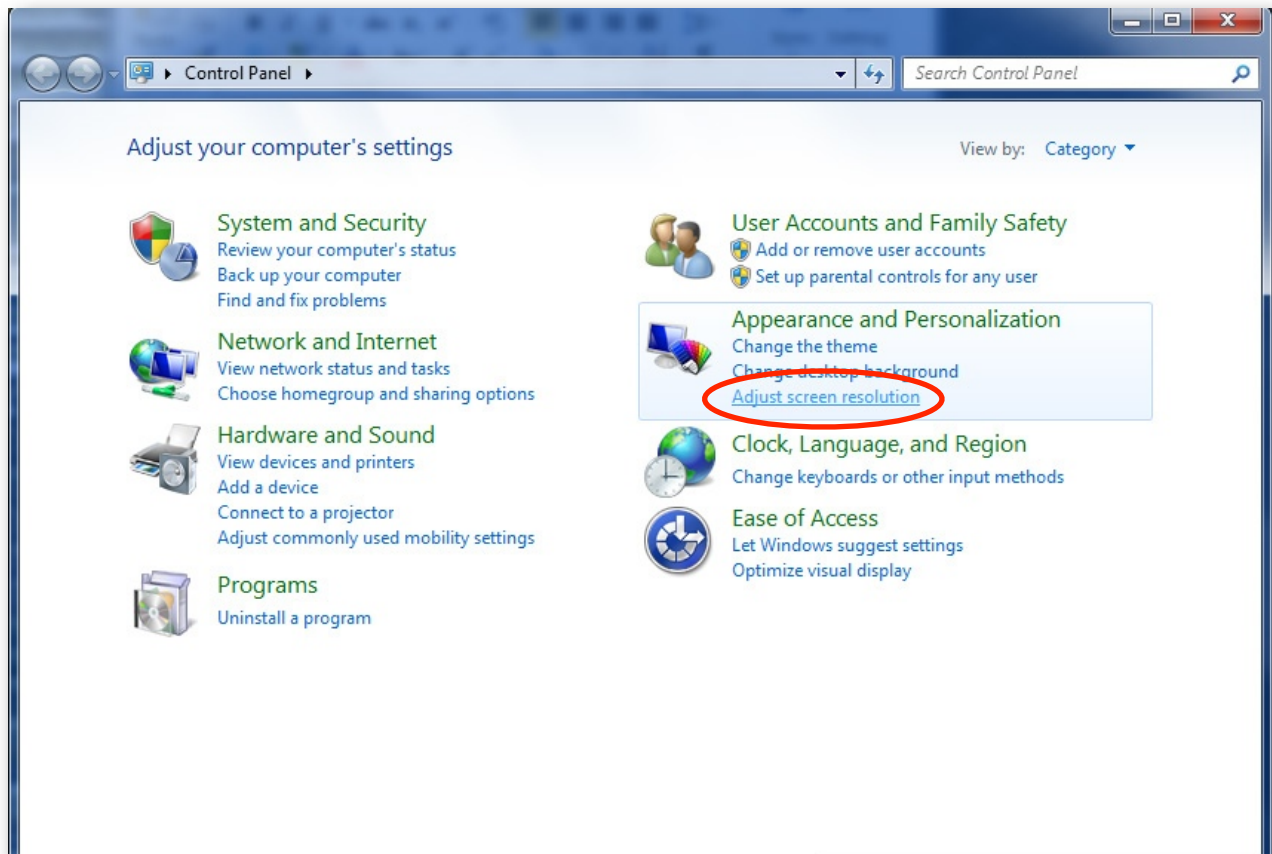 Control Panel
Search Control Panel
Adjust your computer's settings
View by: Category
System and Security
Review your computer's status
Back up your computer
Find and fix problems
Network and Internet
View network status and tasks
Choose homegroup and sharing options
Hardware and Sound
View devices and printers
Add a device
Connect to a projector
Adjust commonly used mobility settings
Programs
Uninstall a program
User Accounts and Family Safety
Add or remove user accounts
Set up parental controls for any user
Appearance and Personalization
Change the theme
Change desktop background
Adjust screen resolution
Clock, Language, and Region
Change keyboards or other input methods
Ease of Access
Let Windows suggest settings
Optimize visual display